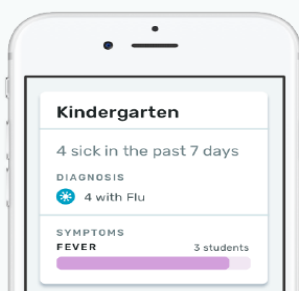 Kindergarten
4 sick in the past 7 days
DIAGNOSIS
4 with Flu
SYMPTOMS
FEVER 3 students